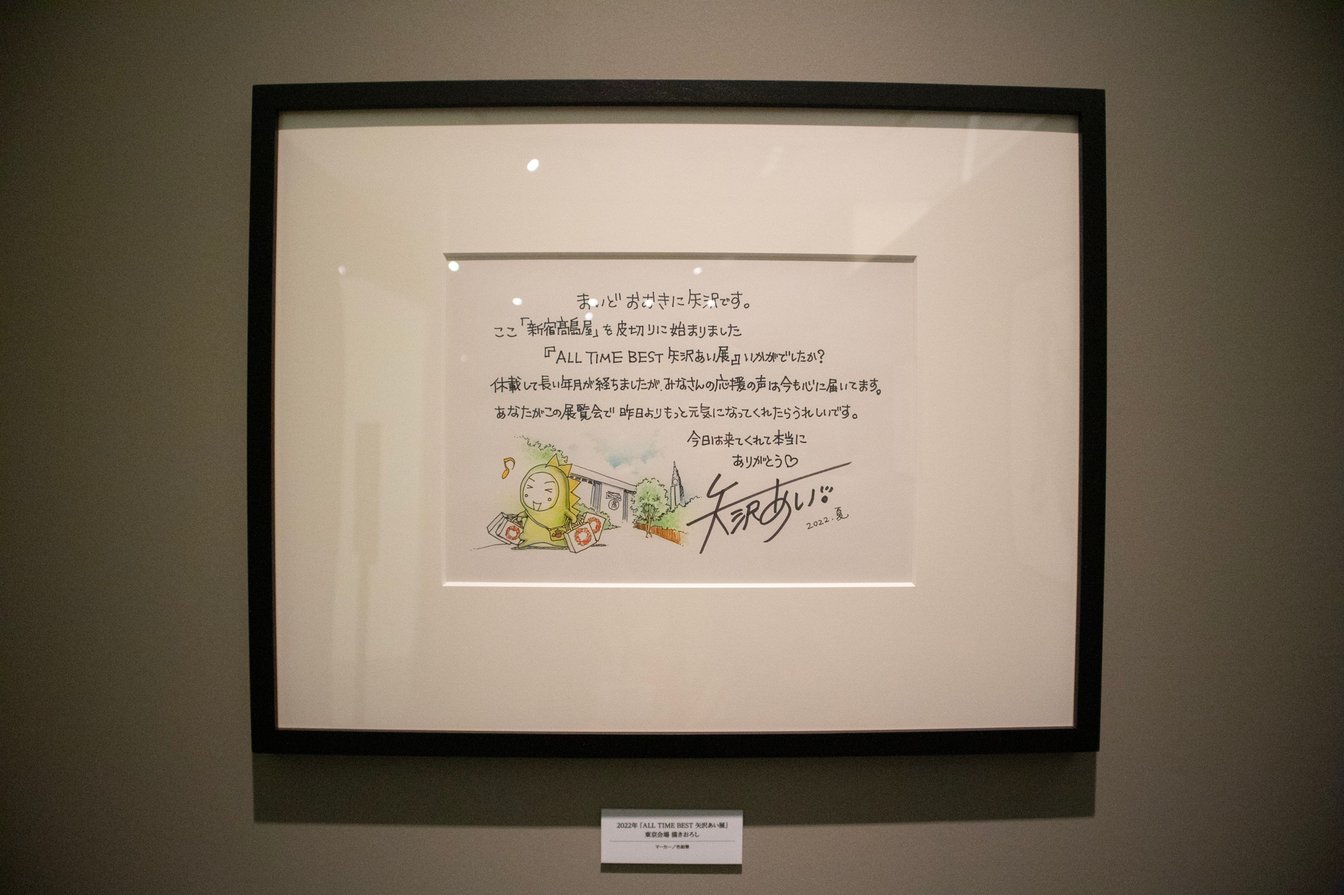 まいど おおきに 矢沢です。
ここ「新宿髙島屋」を皮切りに始まりました
『ALL TIME BEST 矢沢あい展』いかがでしたか?
休載して長い年月が経ちましたが、みなさんの応援の声は今も心に届いてます。
あなたがこの展覧会で 昨日よりもっと元気になってくれたらうれしいです。
今日は来てくれて本当に
ありがとう♡
矢沢あい
2022.夏
2022年「ALL TIME BEST 矢沢あい展」
東京会場 描きおろし
マーカー/色鉛筆